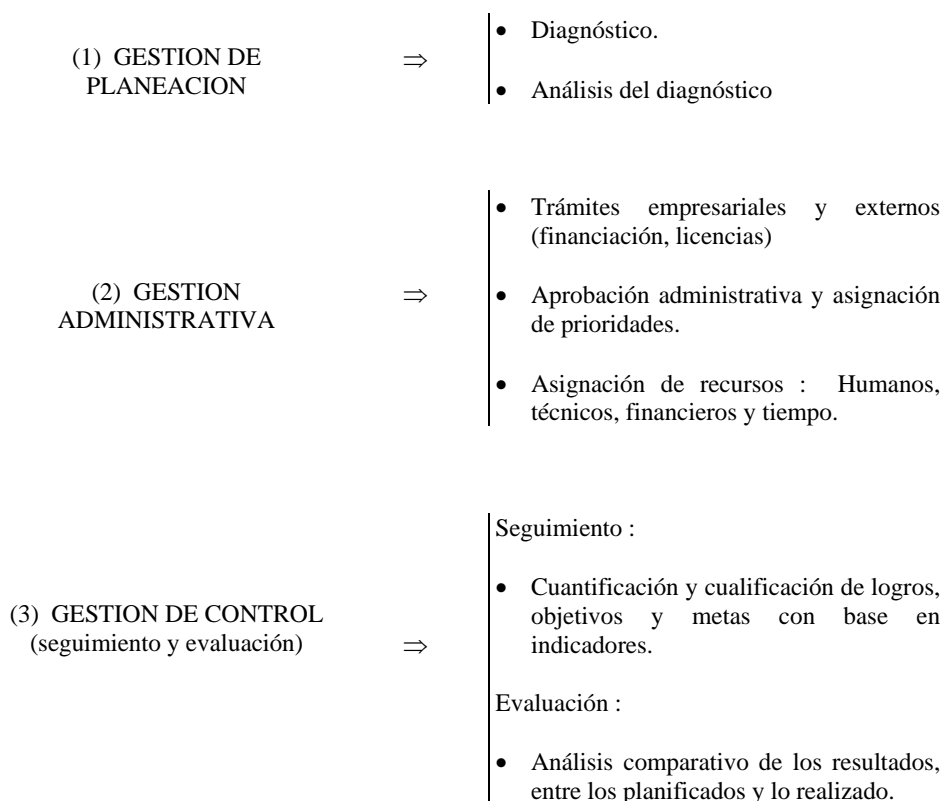 (1) GESTION DE
PLANEACION
⇒
• Diagnóstico.
• Análisis del diagnóstico
(2) GESTION
ADMINISTRATIVA
⇒
• Trámites empresariales y externos
(financiación, licencias)
• Aprobación administrativa y asignación
de prioridades.
• Asignación de recursos : Humanos,
técnicos, financieros y tiempo.
(3) GESTION DE CONTROL
(seguimiento y evaluación)
⇒
Seguimiento :
• Cuantificación y cualificación de logros,
objetivos y metas con base en
indicadores.
Evaluación :
• Análisis comparativo de los resultados,
entre los planificados y lo realizado.